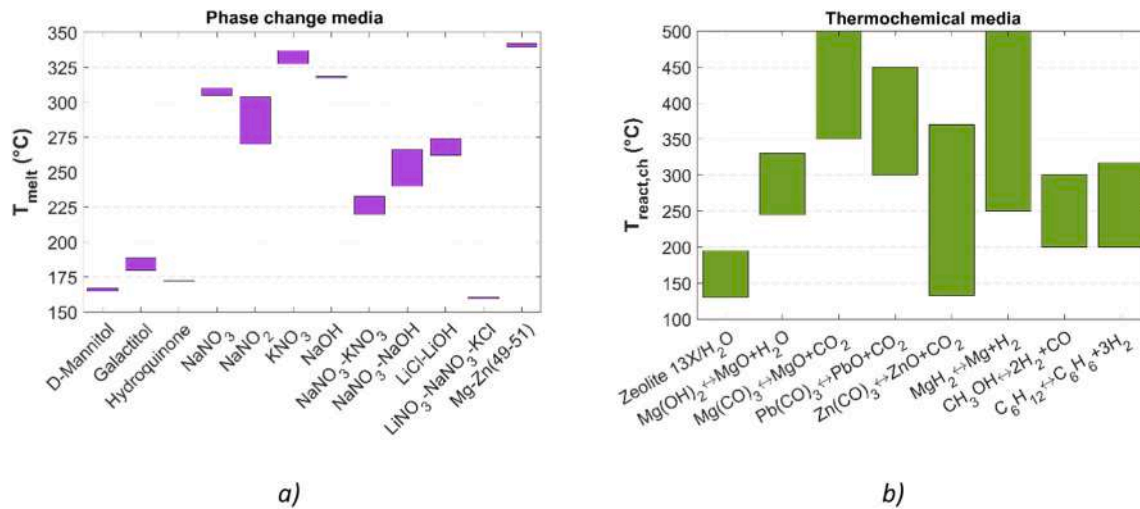 Phase change media
350
325
300
275
250
225
200
175
150
T_melt (°C)
D-Mannitol
Galactitol
Hydroquinone
NaNO₃
NaNO₂
KNO₃
NaOH
NaNO₃-KNO₃
NaNO₃-NaOH
LiCl-LiOH
LiNO₃-NaNO₃-KCl
Mg-Zn(49-51)
a)
Thermochemical media
500
450
400
350
300
250
200
150
100
T_react,ch (°C)
Zeolite 13X/H₂O
Mg(OH)₂↔MgO+H₂O
Mg(CO)₃↔MgO+CO₂
Pb(CO)₃↔PbO+CO₂
Zn(CO)₃↔ZnO+CO₂
MgH₂↔Mg+H₂
CH₃OH↔2H₂+CO
C₆H₁₂↔C₆H₆+3H₂
b)